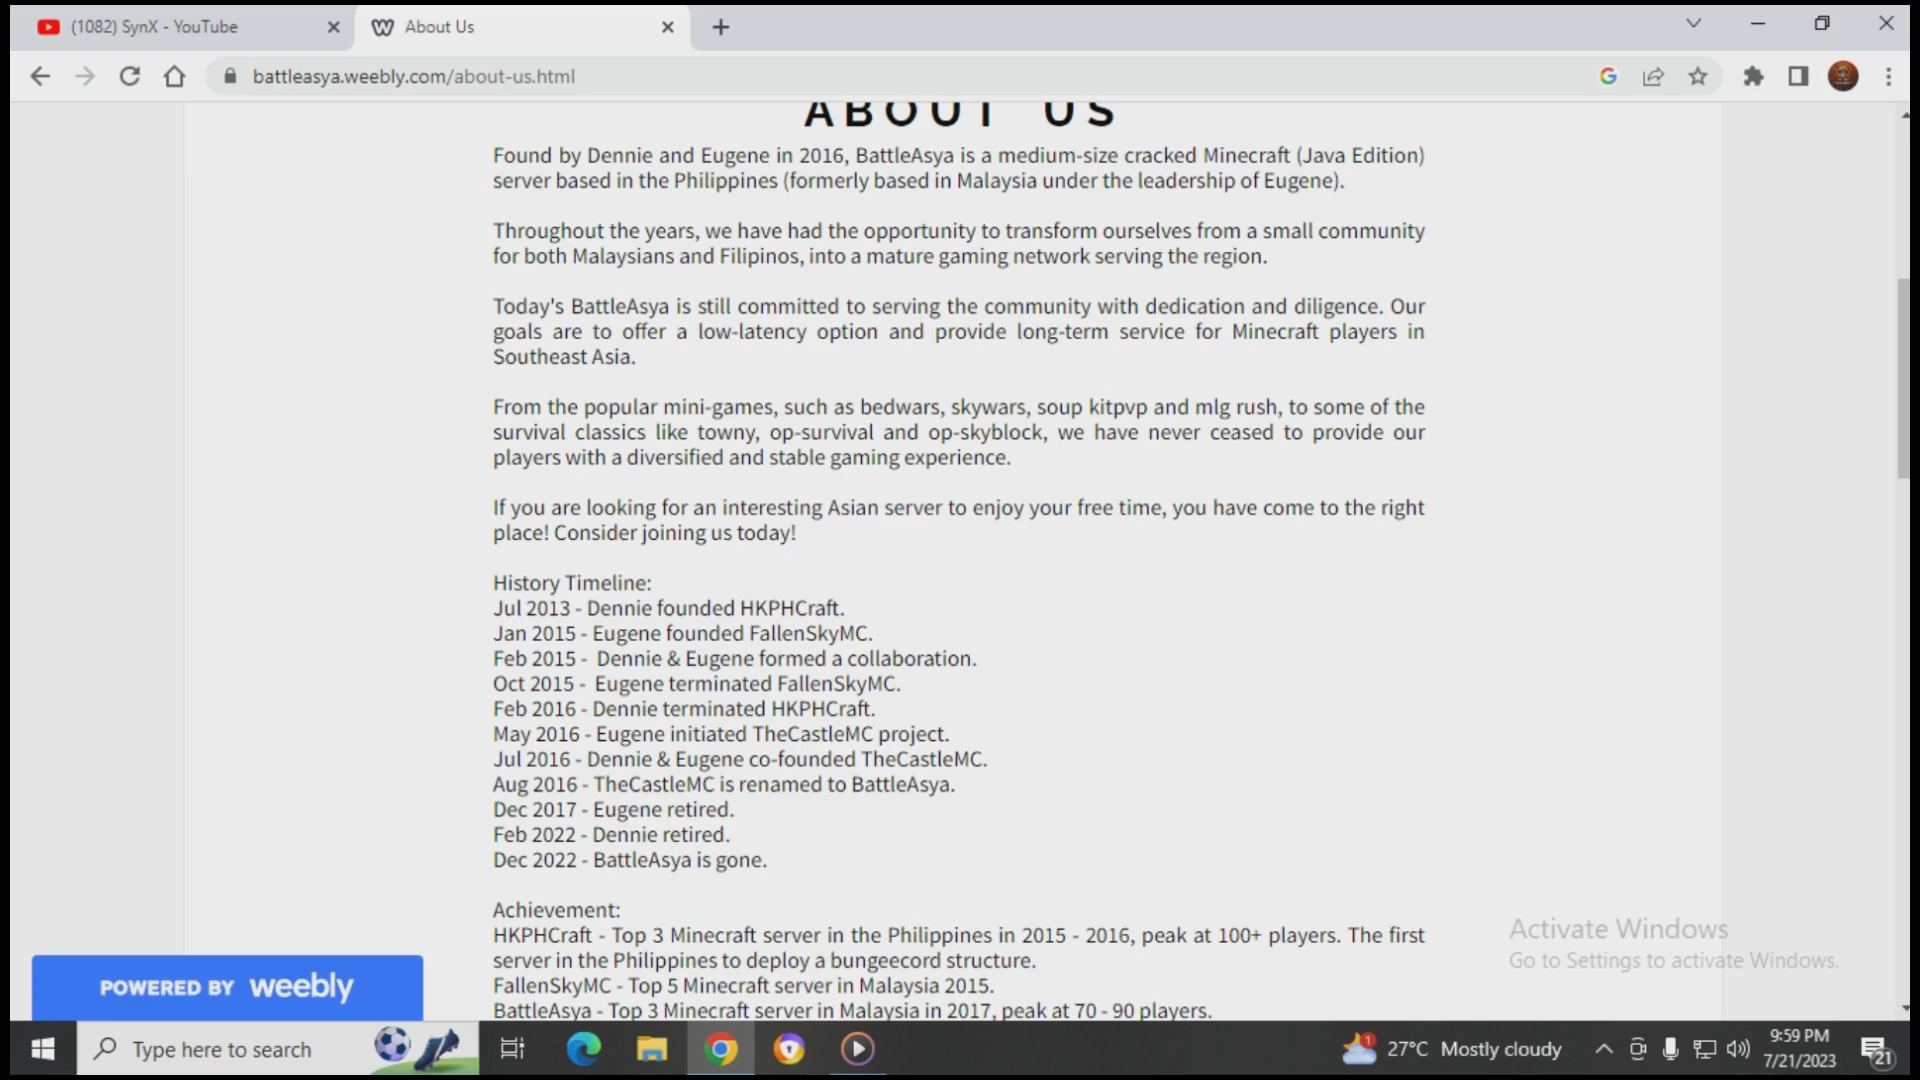 (1082) SynX - YouTube
About Us
battleasya.weebly.com/about-us.html
ABOUT US
Found by Dennie and Eugene in 2016, BattleAsya is a medium-size cracked Minecraft (Java Edition)
server based in the Philippines (formerly based in Malaysia under the leadership of Eugene).
Throughout the years, we have had the opportunity to transform ourselves from a small community
for both Malaysians and Filipinos, into a mature gaming network serving the region.
Today's BattleAsya is still committed to serving the community with dedication and diligence. Our
goals are to offer a low-latency option and provide long-term service for Minecraft players in
Southeast Asia.
From the popular mini-games, such as bedwars, skywars, soup kitpvp and mlg rush, to some of the
survival classics like towny, op-survival and op-skyblock, we have never ceased to provide our
players with a diversified and stable gaming experience.
If you are looking for an interesting Asian server to enjoy your free time, you have come to the right
place! Consider joining us today!
History Timeline:
Jul 2013 - Dennie founded HKPHCraft.
Jan 2015 - Eugene founded FallenSkyMC.
Feb 2015 - Dennie & Eugene formed a collaboration.
Oct 2015 - Eugene terminated FallenSkyMC.
Feb 2016 - Dennie terminated HKPHCraft.
May 2016 - Eugene initiated TheCastleMC project.
Jul 2016 - Dennie & Eugene co-founded TheCastleMC.
Aug 2016 - TheCastleMC is renamed to BattleAsya.
Dec 2017 - Eugene retired.
Feb 2022 - Dennie retired.
Dec 2022 - BattleAsya is gone.
Achievement:
HKPHCraft - Top 3 Minecraft server in the Philippines in 2015 - 2016, peak at 100+ players. The first
server in the Philippines to deploy a bungeecord structure.
FallenSkyMC - Top 5 Minecraft server in Malaysia 2015.
BattleAsya - Top 3 Minecraft server in Malaysia in 2017, peak at 70 - 90 players.
Activate Windows
Go to Settings to activate Windows.
POWERED BY weebly
Type here to search
1
27°C Mostly cloudy
9:59 PM
7/21/2023
21